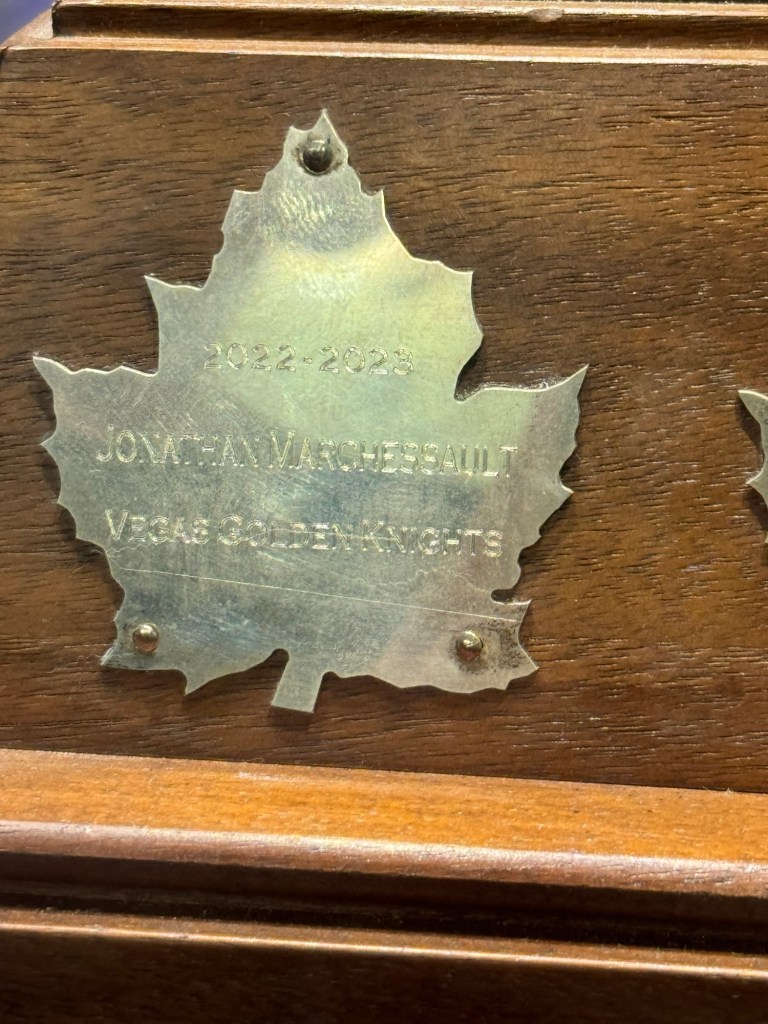 2022-2023
JONATHAN MARCHESSAULT
VEGAS GOLDEN KNIGHTS